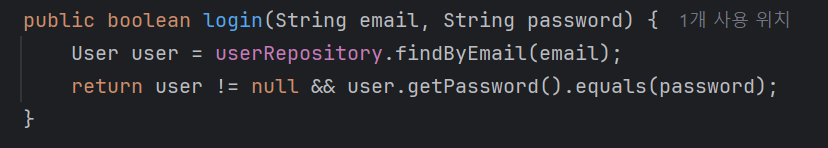 public boolean login(String email, String password) { 1개 사용 위치
    User user = userRepository.findByEmail(email);
    return user != null && user.getPassword().equals(password);
}